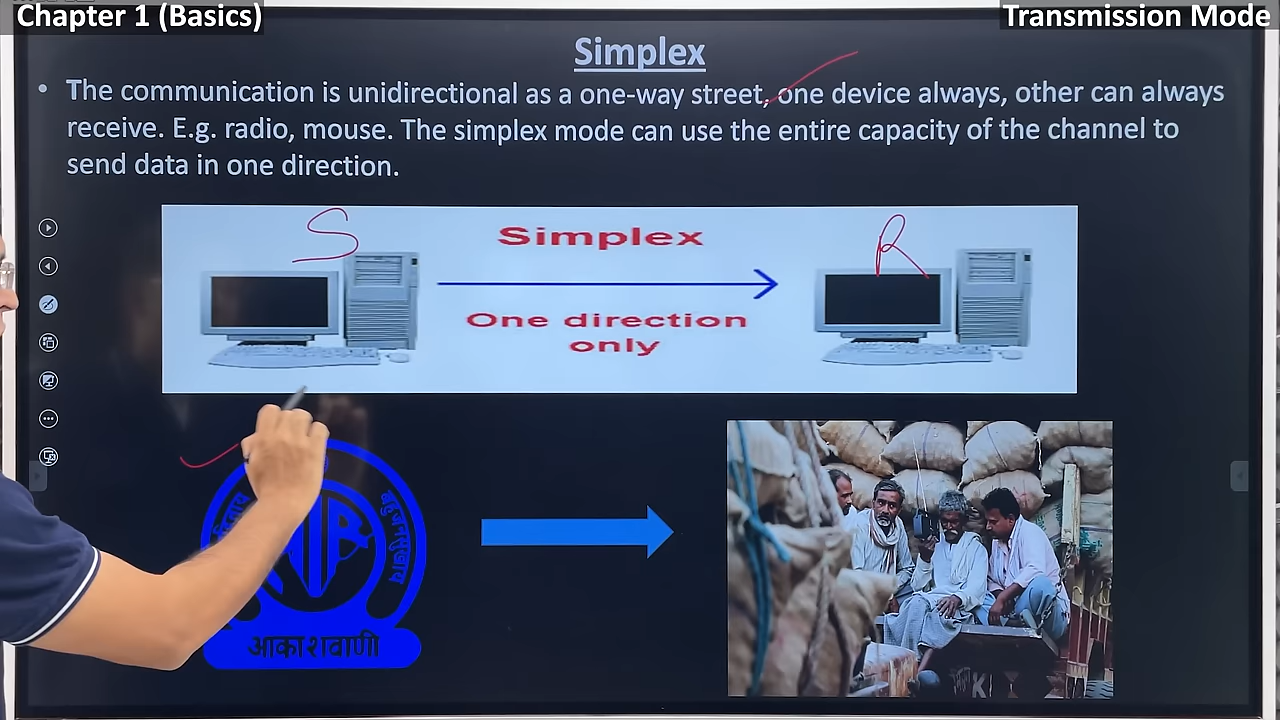 Chapter 1 (Basics)
Transmission Mode
Simplex
• The communication is unidirectional as a one-way street, one device always, other can always
receive. E.g. radio, mouse. The simplex mode can use the entire capacity of the channel to
send data in one direction.
S
R
Simplex
One direction
only
बहुजनसुखाय
आकाशवाणी
K